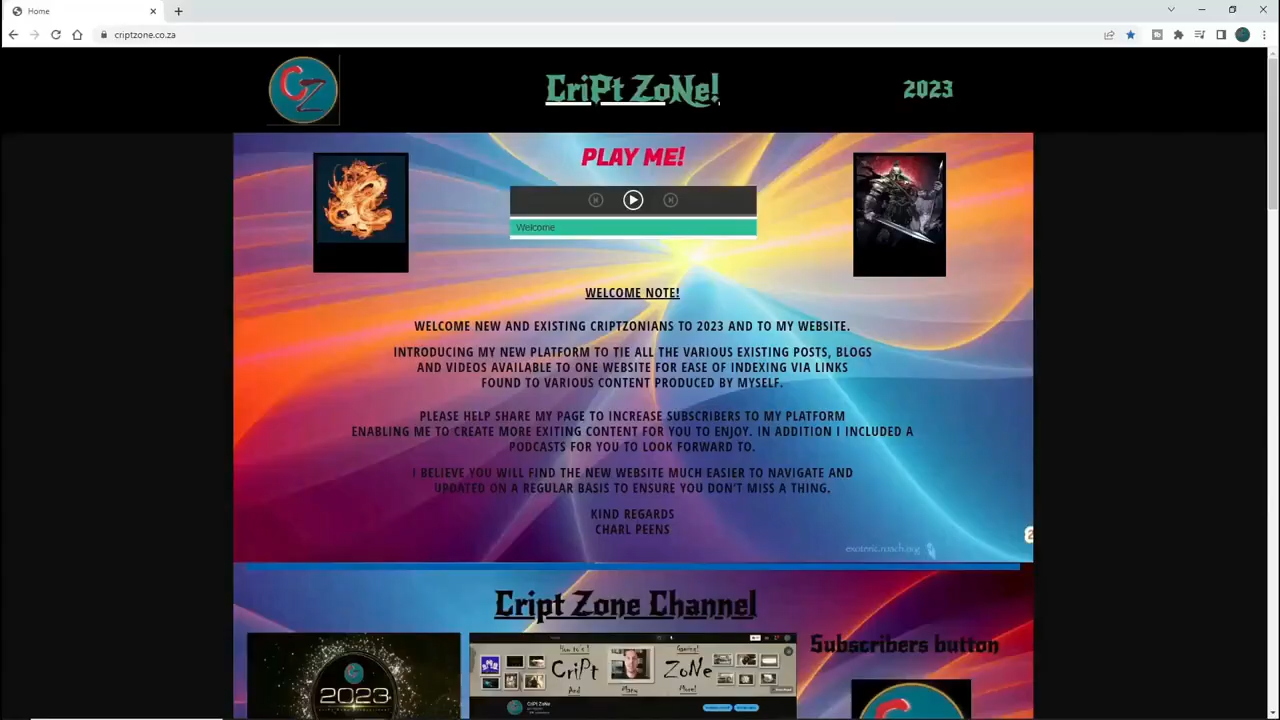 Home
criptzone.co.za
CZ
CriPt ZoNe!
2023
PLAY ME!
Welcome
WELCOME NOTE!
WELCOME NEW AND EXISTING CRIPTZONIANS TO 2023 AND TO MY WEBSITE.
INTRODUCING MY NEW PLATFORM TO TIE ALL THE VARIOUS EXISTING POSTS, BLOGS
AND VIDEOS AVAILABLE TO ONE WEBSITE FOR EASE OF INDEXING VIA LINKS
FOUND TO VARIOUS CONTENT PRODUCED BY MYSELF.
PLEASE HELP SHARE MY PAGE TO INCREASE SUBSCRIBERS TO MY PLATFORM
ENABLING ME TO CREATE MORE EXITING CONTENT FOR YOU TO ENJOY. IN ADDITION I INCLUDED A
PODCASTS FOR YOU TO LOOK FORWARD TO.
I BELIEVE YOU WILL FIND THE NEW WEBSITE MUCH EASIER TO NAVIGATE AND
UPDATED ON A REGULAR BASIS TO ENSURE YOU DON'T MISS A THING.
KIND REGARDS
CHARL PEENS
Cript Zone Channel
Subscribers button
2023
CriPt ZoNe
And Many More!
CriPt ZoNe